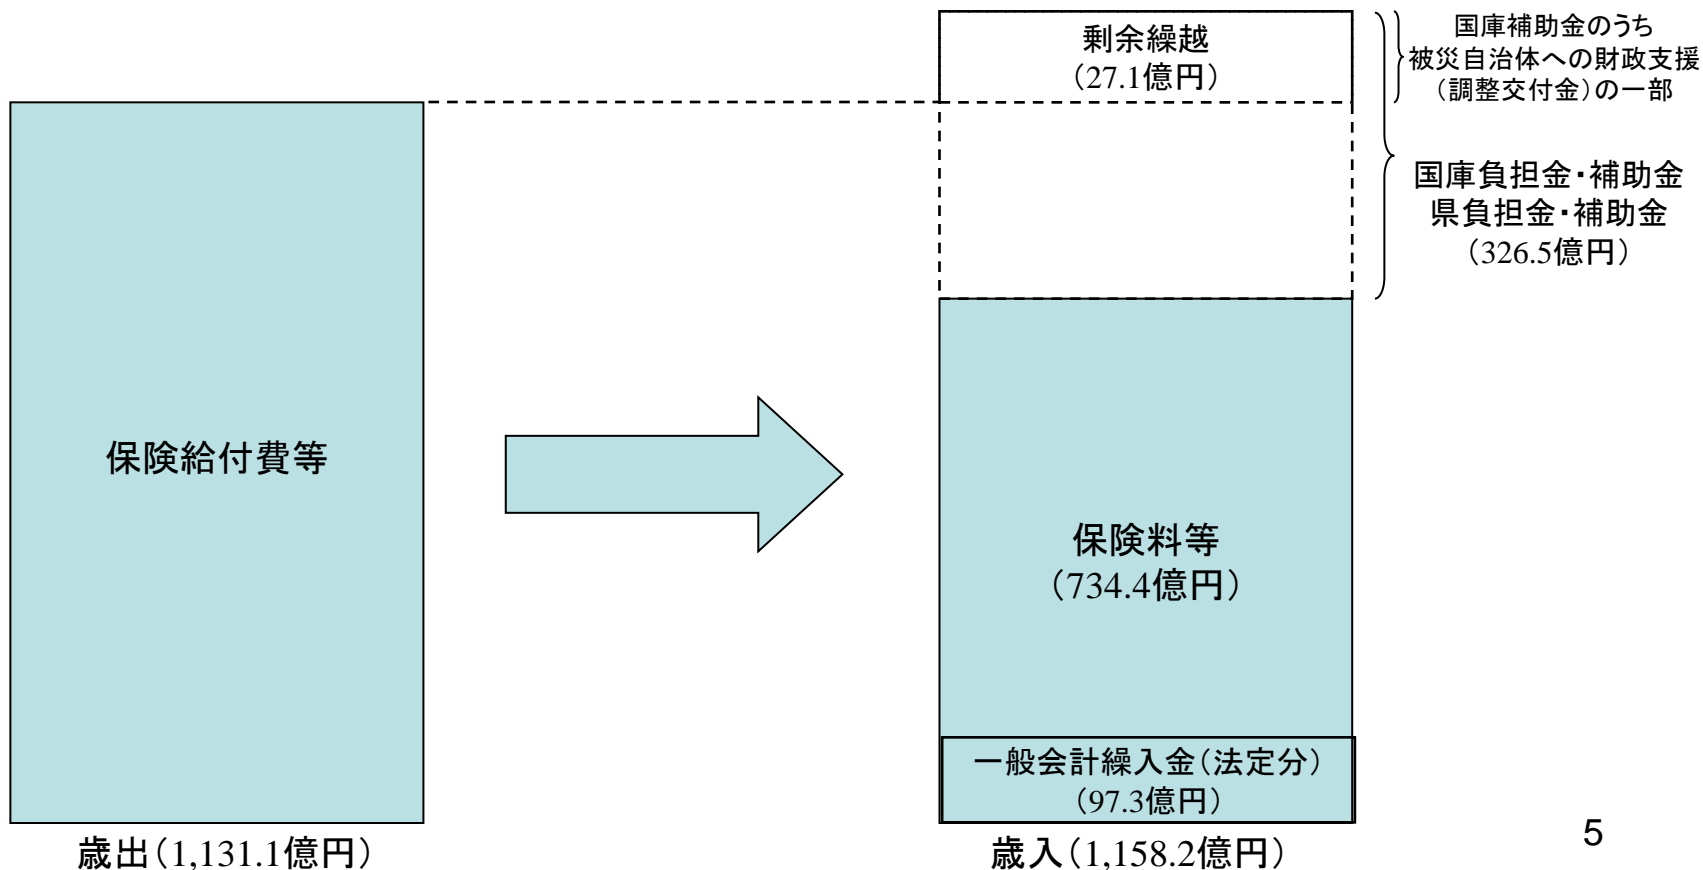 剰余繰越
（27.1億円）
国庫補助金のうち
被災自治体への財政支援
（調整交付金）の一部
国庫負担金・補助金
県負担金・補助金
（326.5億円）
保険給付費等
保険料等
（734.4億円）
一般会計繰入金（法定分）
（97.3億円）
歳出（1,131.1億円）
歳入（1,158.2億円）
5